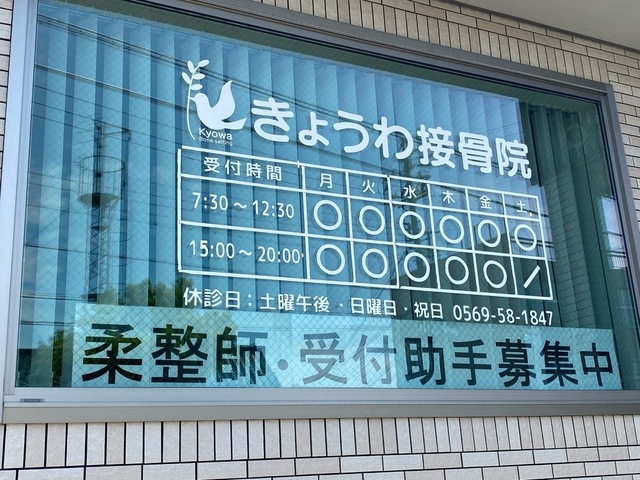 Kyowa
bone-setting
きょうわ接骨院
受付時間 月 火 水 木 金 土
7:30～12:30 ○ ○ ○ ○ ○ ○
15:00～20:00 ○ ○ ○ ○ ○ /
休診日：土曜午後・日曜日・祝日 0569-58-1847
柔整師・受付助手募集中